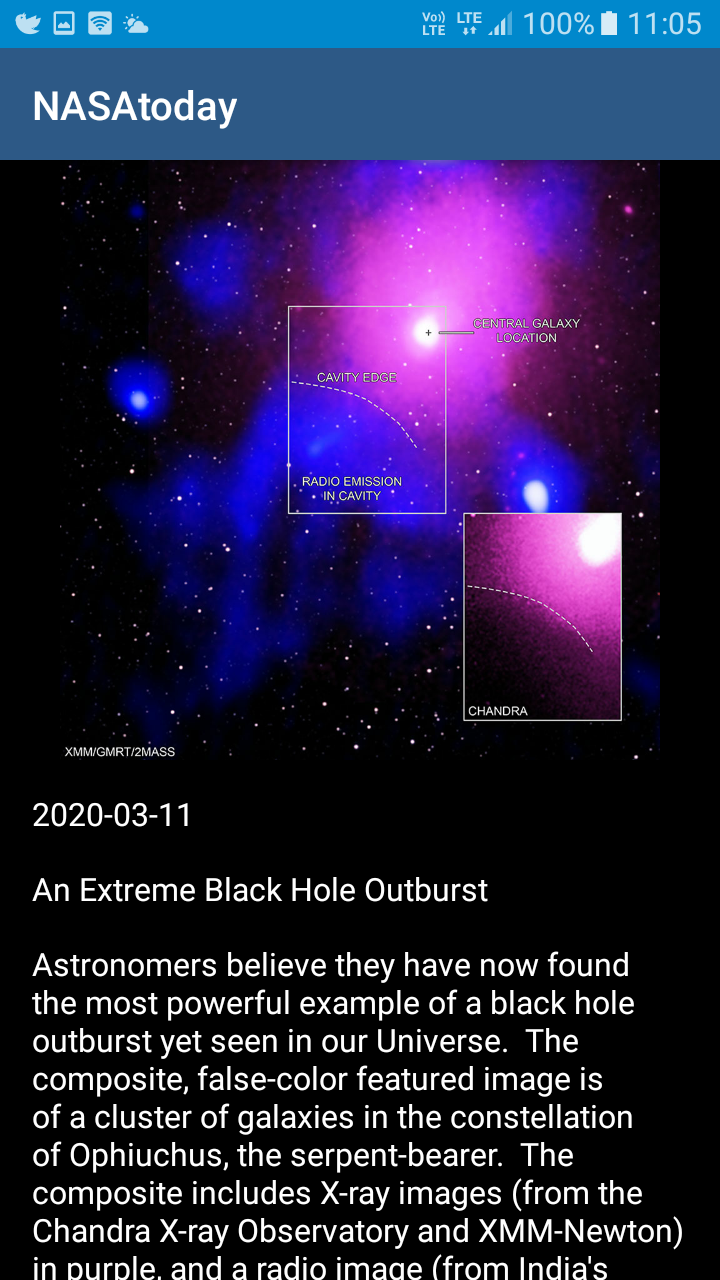 Vo)) LTE LTE 100% 11:05
NASAtoday
CENTRAL GALAXY
LOCATION
CAVITY EDGE
RADIO EMISSION
IN CAVITY
CHANDRA
XMM/GMRT/2MASS
2020-03-11
An Extreme Black Hole Outburst
Astronomers believe they have now found
the most powerful example of a black hole
outburst yet seen in our Universe.  The
composite, false-color featured image is
of a cluster of galaxies in the constellation
of Ophiuchus, the serpent-bearer.  The
composite includes X-ray images (from the
Chandra X-ray Observatory and XMM-Newton)
in purple, and a radio image (from India's